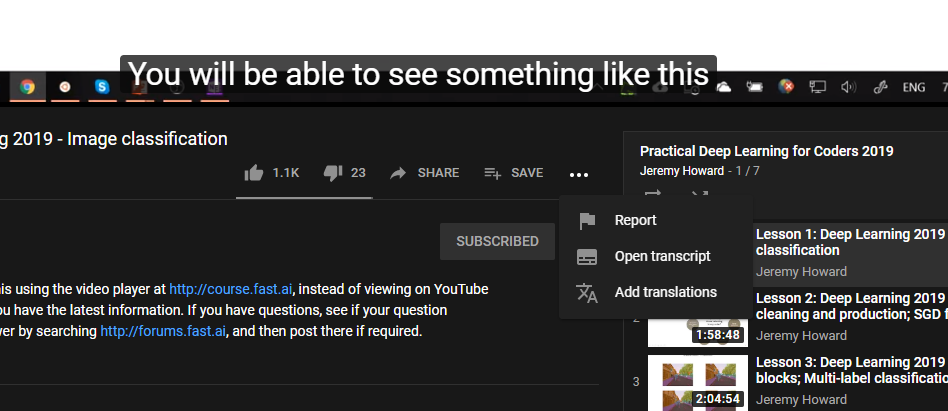 You will be able to see something like this
ENG
g 2019 - Image classification
1.1K
23
SHARE
SAVE
Report
Open transcript
Add translations
SUBSCRIBED
is using the video player at http://course.fast.ai, instead of viewing on YouTube
ou have the latest information. If you have questions, see if your question
wer by searching http://forums.fast.ai, and then post there if required.
Practical Deep Learning for Coders 2019
Jeremy Howard - 1 / 7
Lesson 1: Deep Learning 2019
classification
Jeremy Howard
Lesson 2: Deep Learning 2019
cleaning and production; SGD f
Jeremy Howard
1:58:48
3
Lesson 3: Deep Learning 2019
blocks; Multi-label classificatio
Jeremy Howard
2:04:54